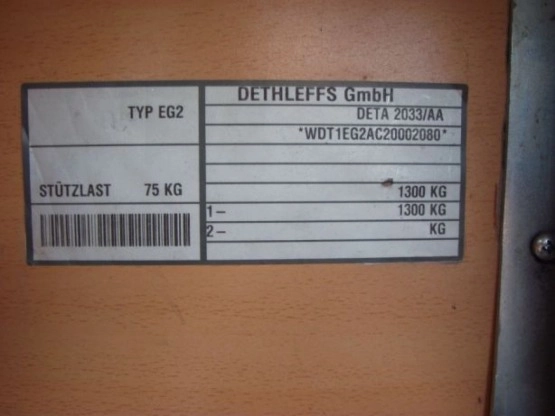 TYP EG2
STÜTZLAST 75 KG
DETHLEFFS GmbH
DETA 2033/AA
*WDT1EG2AC20002080*
1300 KG
1– 1300 KG
2– KG